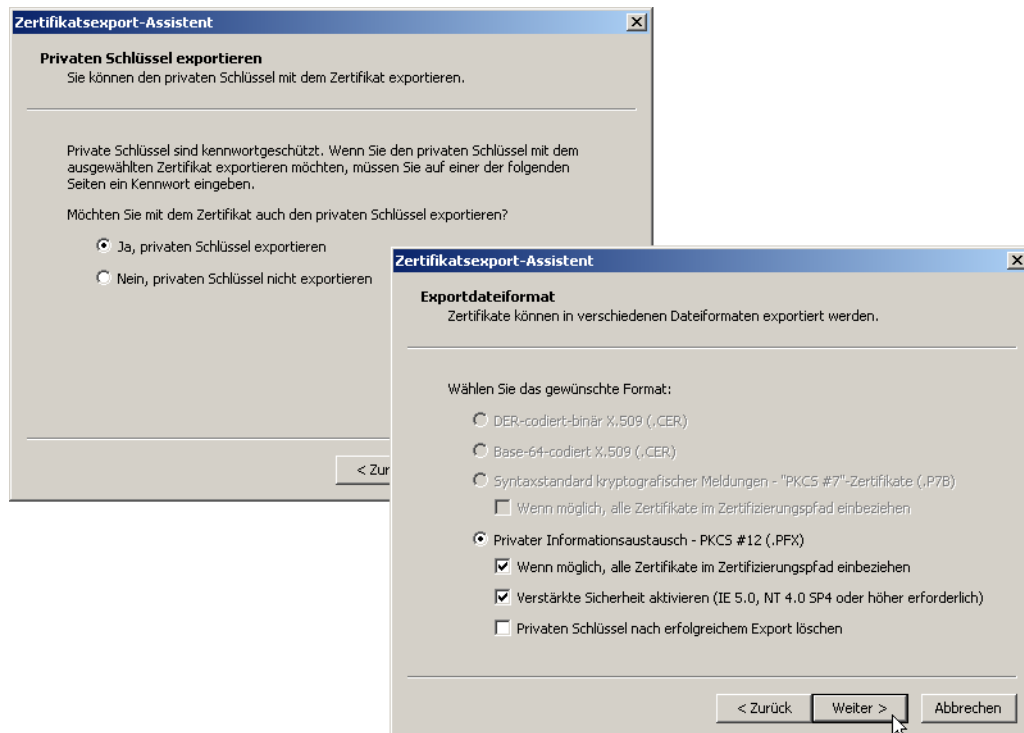 Zertifikatsexport-Assistent
Privaten Schlüssel exportieren
Sie können den privaten Schlüssel mit dem Zertifikat exportieren.
Private Schlüssel sind kennwortgeschützt. Wenn Sie den privaten Schlüssel mit dem
ausgewählten Zertifikat exportieren möchten, müssen Sie auf einer der folgenden
Seiten ein Kennwort eingeben.
Möchten Sie mit dem Zertifikat auch den privaten Schlüssel exportieren?
Ja, privaten Schlüssel exportieren
Nein, privaten Schlüssel nicht exportieren
< Zur
Zertifikatsexport-Assistent
Exportdateiformat
Zertifikate können in verschiedenen Dateiformaten exportiert werden.
Wählen Sie das gewünschte Format:
DER-codiert-binär X.509 (.CER)
Base-64-codiert X.509 (.CER)
Syntaxstandard kryptografischer Meldungen - "PKCS #7"-Zertifikate (.P7B)
Wenn möglich, alle Zertifikate im Zertifizierungspfad einbeziehen
Privater Informationsaustausch - PKCS #12 (.PFX)
Wenn möglich, alle Zertifikate im Zertifizierungspfad einbeziehen
Verstärkte Sicherheit aktivieren (IE 5.0, NT 4.0 SP4 oder höher erforderlich)
Privaten Schlüssel nach erfolgreichem Export löschen
< Zurück Weiter > Abbrechen